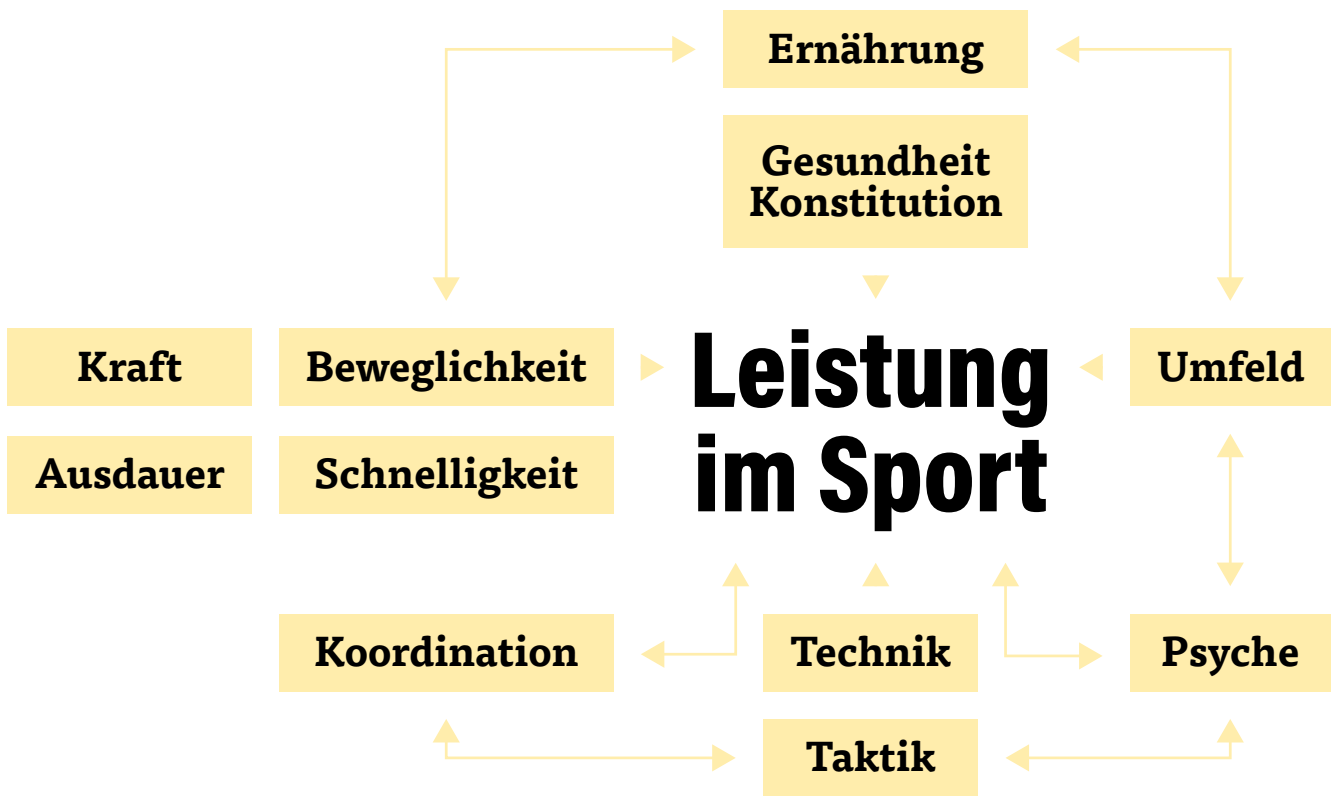 Ernährung
Gesundheit
Konstitution
Kraft
Beweglichkeit
Leistung
im Sport
Umfeld
Ausdauer
Schnelligkeit
Koordination
Technik
Psyche
Taktik